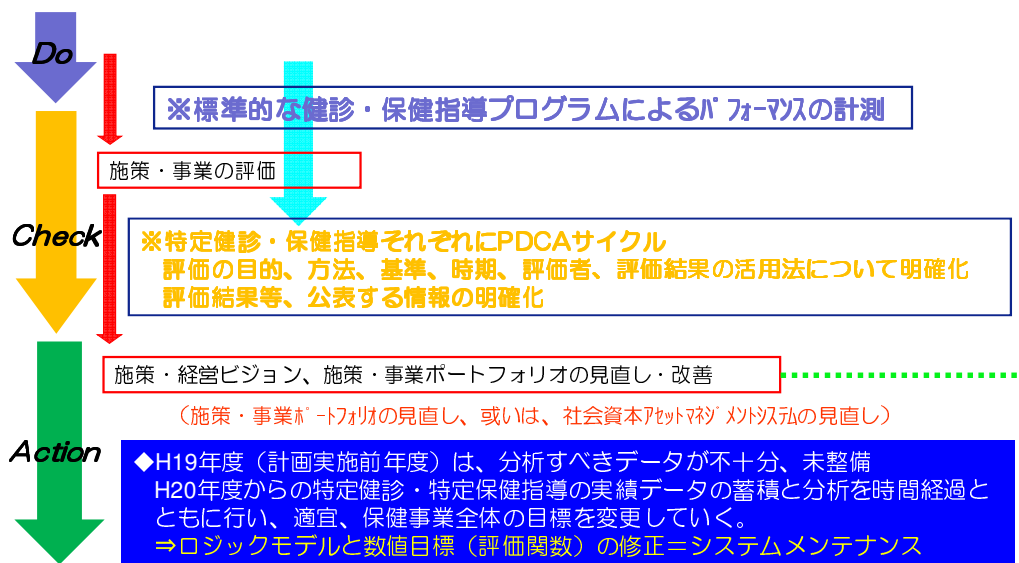 Do
※標準的な健診・保健指導プログラムによるﾊﾟﾌｫｰﾏﾝｽの計測
施策・事業の評価
Check
※特定健診・保健指導それぞれにPDCAサイクル
評価の目的、方法、基準、時期、評価者、評価結果の活用法について明確化
評価結果等、公表する情報の明確化
施策・経営ビジョン、施策・事業ポートフォリオの見直し・改善
（施策・事業ﾎﾟｰﾄﾌｫﾘｵの見直し、或いは、社会資本ｱｾｯﾄﾏﾈｼﾞﾒﾝﾄｼｽﾃﾑの見直し）
Action
◆H19年度（計画実施前年度）は、分析すべきデータが不十分、未整備
H20年度からの特定健診・特定保健指導の実績データの蓄積と分析を時間経過と
ともに行い、適宜、保健事業全体の目標を変更していく。
⇒ロジックモデルと数値目標（評価関数）の修正＝システムメンテナンス